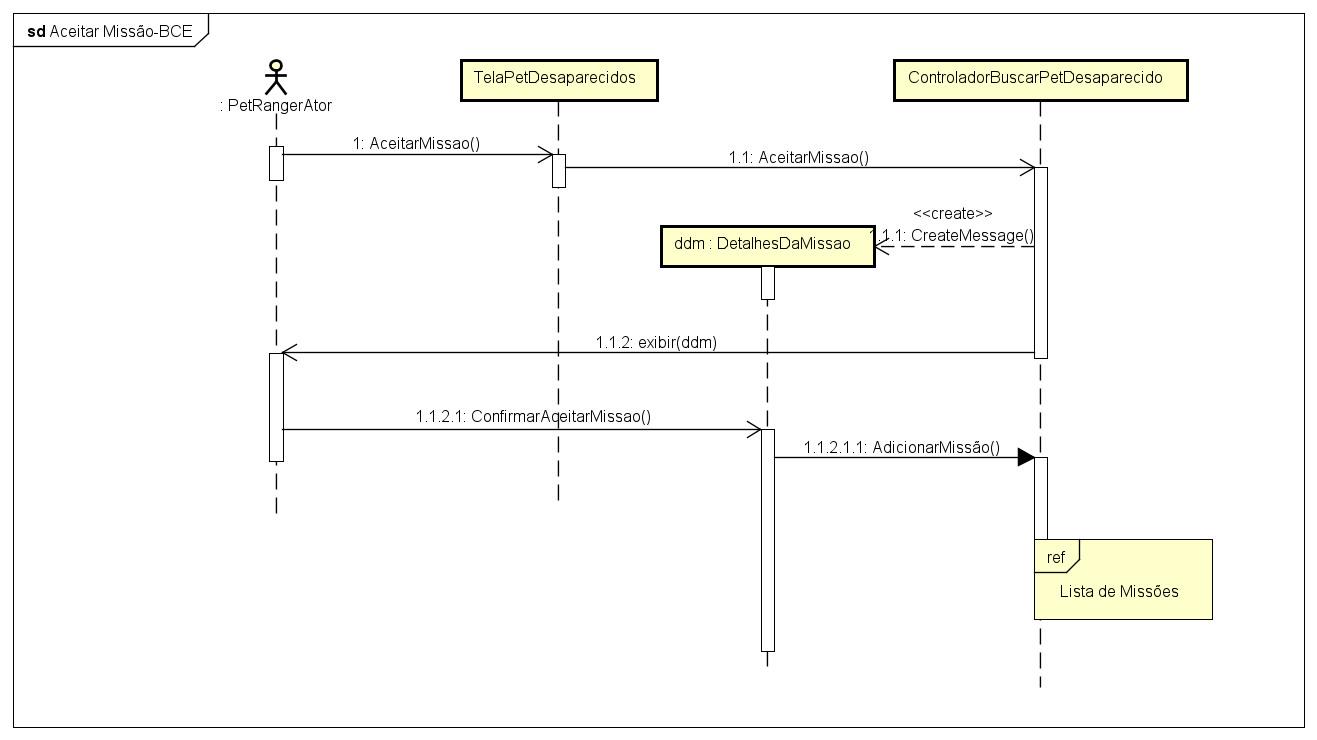 sd Aceitar Missão-BCE
: PetRangerAtor
TelaPetDesaparecidos
ControladorBuscarPetDesaparecido
1: AceitarMissao()
1.1: AceitarMissao()
<<create>>
1.1.1: CreateMessage()
ddm : DetalhesDaMissao
1.1.2: exibir(ddm)
1.1.2.1: ConfirmarAceitarMissao()
1.1.2.1.1: AdicionarMissão()
ref
Lista de Missões